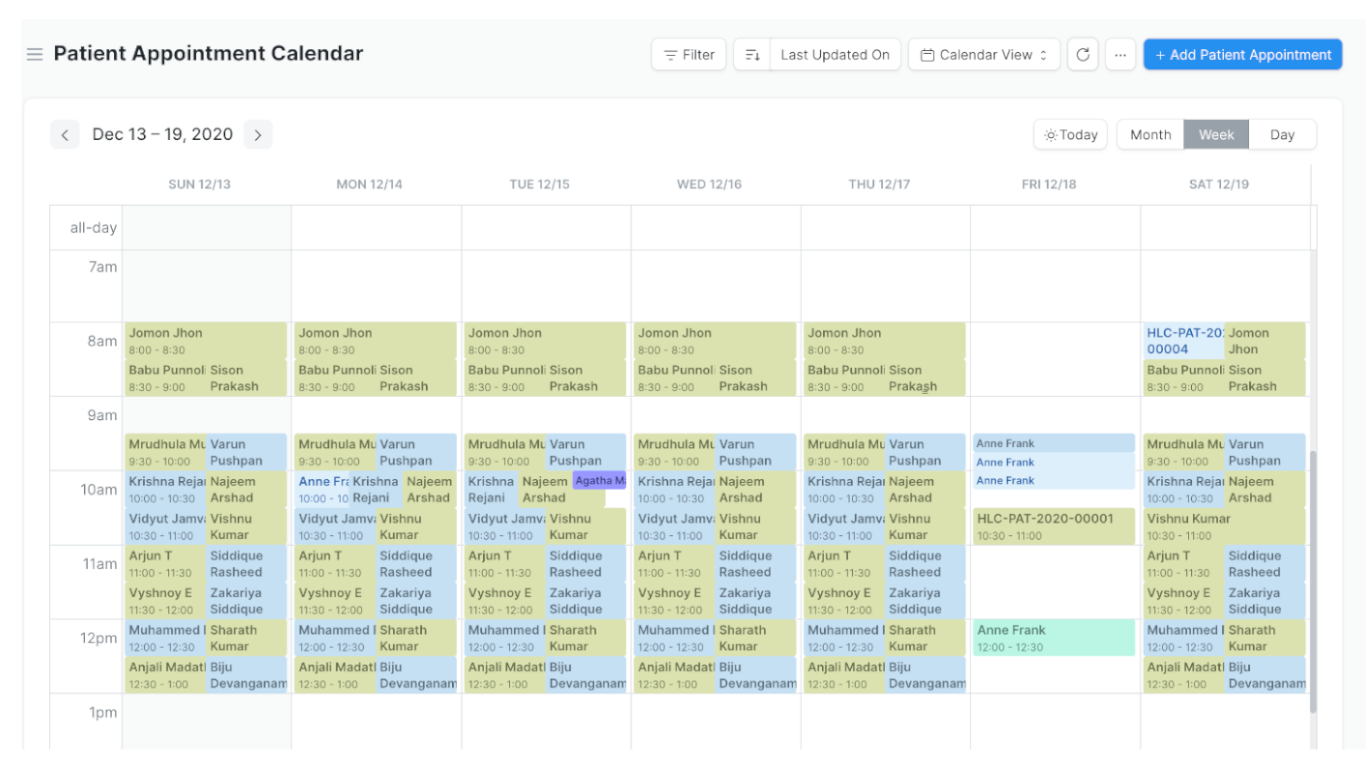 Patient Appointment Calendar
Filter
Last Updated On
Calendar View
...
+ Add Patient Appointment
Dec 13 – 19, 2020
Today
Month Week Day
SUN 12/13 MON 12/14 TUE 12/15 WED 12/16 THU 12/17 FRI 12/18 SAT 12/19
all-day
7am
8am
Jomon Jhon Jomon Jhon Jomon Jhon Jomon Jhon Jomon Jhon HLC-PAT-20 Jomon
8:00 - 8:30 8:00 - 8:30 8:00 - 8:30 8:00 - 8:30 8:00 - 8:30 00004 Jhon
Babu Punnoli Sison Babu Punnoli Sison Babu Punnoli Sison Babu Punnoli Sison Babu Punnoli Sison Babu Punnoli Sison
8:30 - 9:00 Prakash 8:30 - 9:00 Prakash 8:30 - 9:00 Prakash 8:30 - 9:00 Prakash 8:30 - 9:00 Prakash 8:30 - 9:00 Prakash
9am
Mrudhula Mu Varun Mrudhula Mu Varun Mrudhula Mu Varun Mrudhula Mu Varun Mrudhula Mu Varun Anne Frank Mrudhula Mu Varun
9:30 - 10:00 Pushpan 9:30 - 10:00 Pushpan 9:30 - 10:00 Pushpan 9:30 - 10:00 Pushpan 9:30 - 10:00 Pushpan Anne Frank 9:30 - 10:00 Pushpan
10am
Krishna Reja Najeem Anne Fra Krishna Najeem Krishna Najeem Agatha M Krishna Reja Najeem Krishna Reja Najeem Anne Frank Krishna Reja Najeem
10:00 - 10:30 Arshad 10:00 - 10 Rejani Arshad Rejani Arshad 10:00 - 10:30 Arshad 10:00 - 10:30 Arshad 10:00 - 10:30 Arshad
Vidyut Jamv Vishnu Vidyut Jamv Vishnu Vidyut Jamv Vishnu Vidyut Jamv Vishnu Vidyut Jamv Vishnu HLC-PAT-2020-00001 Vishnu Kumar
10:30 - 11:00 Kumar 10:30 - 11:00 Kumar 10:30 - 11:00 Kumar 10:30 - 11:00 Kumar 10:30 - 11:00 Kumar 10:30 - 11:00 10:30 - 11:00
11am
Arjun T Siddique Arjun T Siddique Arjun T Siddique Arjun T Siddique Arjun T Siddique Arjun T Siddique
11:00 - 11:30 Rasheed 11:00 - 11:30 Rasheed 11:00 - 11:30 Rasheed 11:00 - 11:30 Rasheed 11:00 - 11:30 Rasheed 11:00 - 11:30 Rasheed
Vyshnoy E Zakariya Vyshnoy E Zakariya Vyshnoy E Zakariya Vyshnoy E Zakariya Vyshnoy E Zakariya Vyshnoy E Zakariya
11:30 - 12:00 Siddique 11:30 - 12:00 Siddique 11:30 - 12:00 Siddique 11:30 - 12:00 Siddique 11:30 - 12:00 Siddique 11:30 - 12:00 Siddique
12pm
Muhammed Sharath Muhammed Sharath Muhammed Sharath Muhammed Sharath Muhammed Sharath Anne Frank Muhammed Sharath
12:00 - 12:30 Kumar 12:00 - 12:30 Kumar 12:00 - 12:30 Kumar 12:00 - 12:30 Kumar 12:00 - 12:30 Kumar 12:00 - 12:30 12:00 - 12:30 Kumar
Anjali Madat Biju Anjali Madat Biju Anjali Madat Biju Anjali Madat Biju Anjali Madat Biju Anjali Madat Biju
12:30 - 1:00 Devanganam 12:30 - 1:00 Devanganam 12:30 - 1:00 Devanganam 12:30 - 1:00 Devanganam 12:30 - 1:00 Devanganam 12:30 - 1:00 Devanganam
1pm